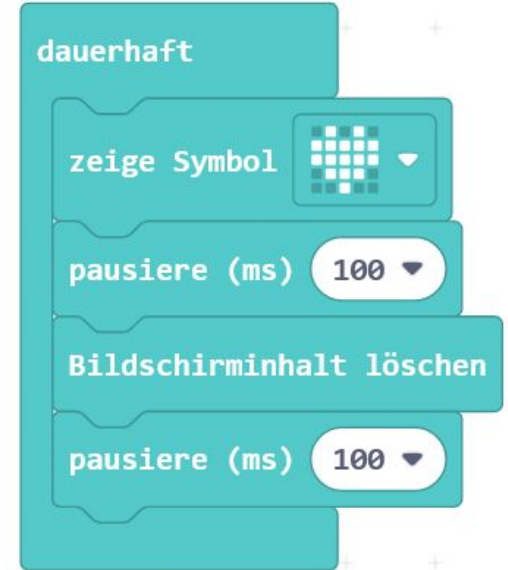 dauerhaft
zeige Symbol
pausiere (ms) 100
Bildschirminhalt löschen
pausiere (ms) 100